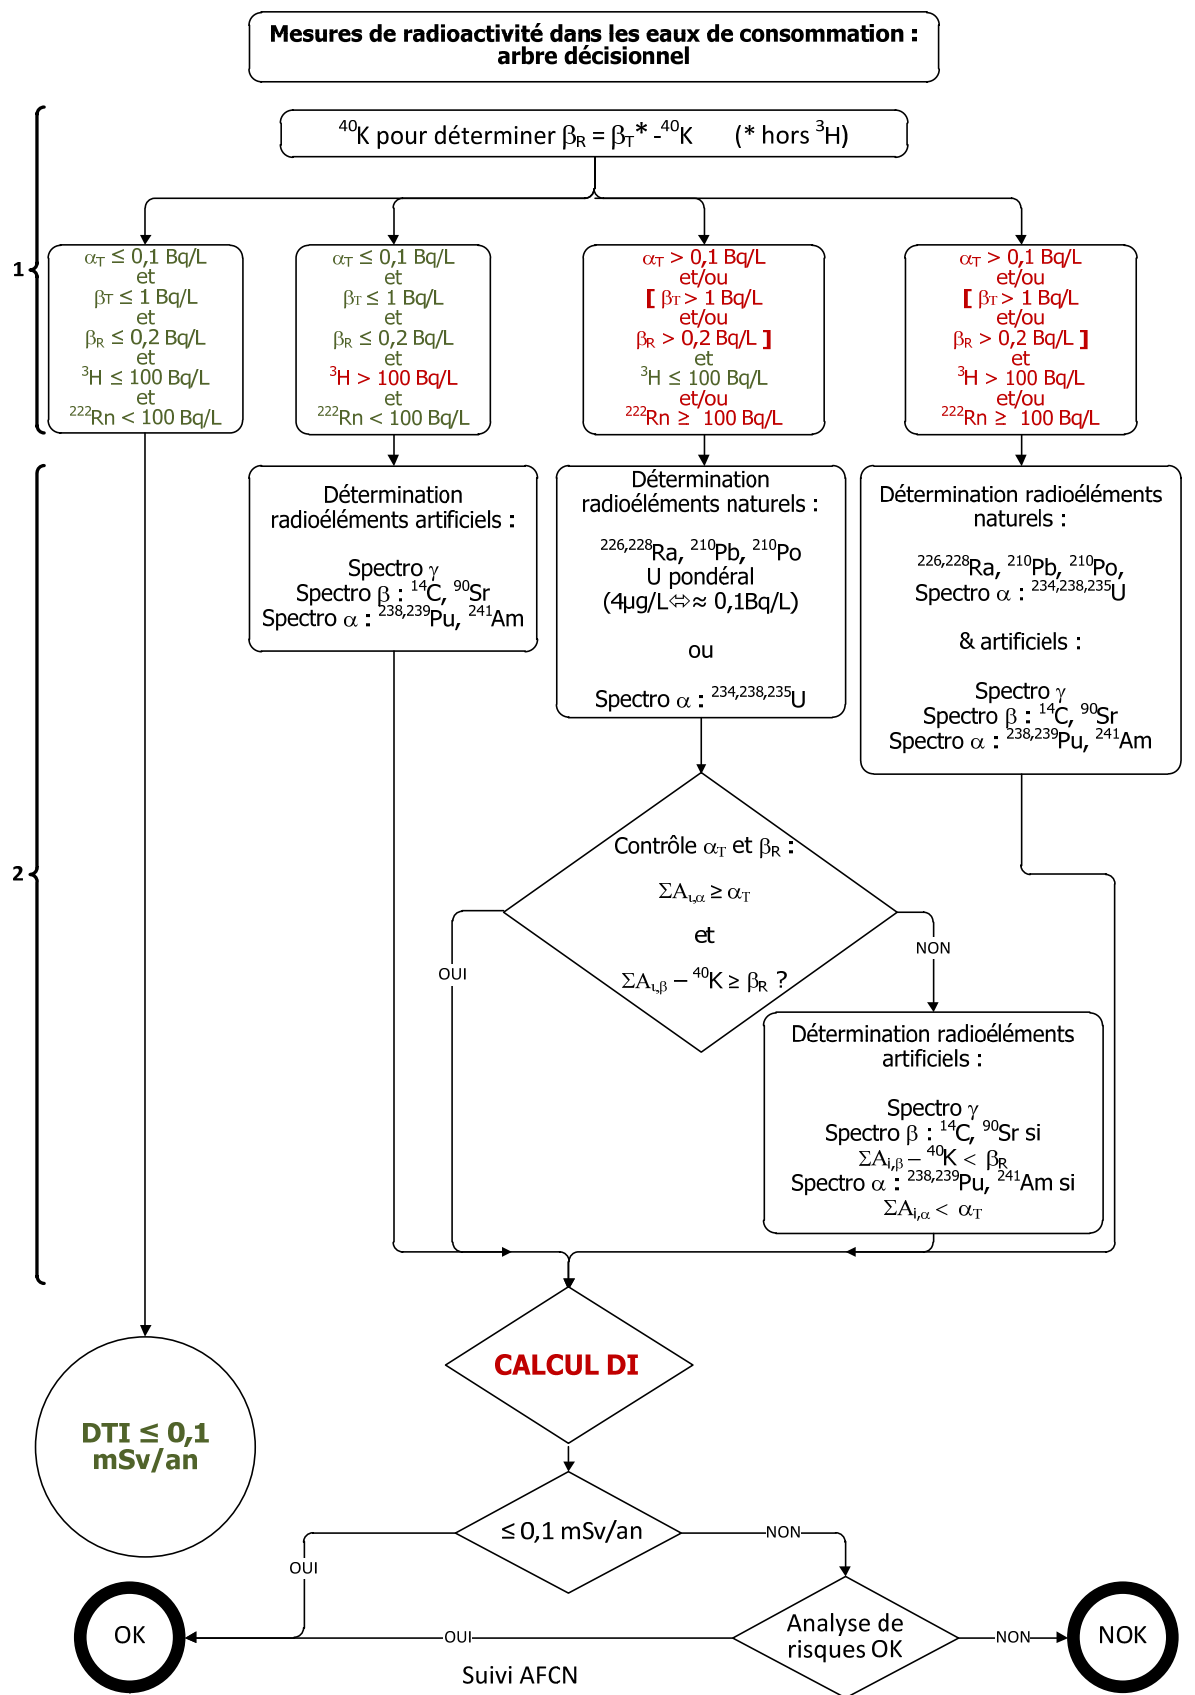 Mesures de radioactivité dans les eaux de consommation :
arbre décisionnel
⁴⁰K pour déterminer βR = βT* -⁴⁰K (* hors ³H)
1
αT ≤ 0,1 Bq/L
et
βT ≤ 1 Bq/L
et
βR ≤ 0,2 Bq/L
et
³H ≤ 100 Bq/L
et
²²²Rn < 100 Bq/L
αT ≤ 0,1 Bq/L
et
βT ≤ 1 Bq/L
et
βR ≤ 0,2 Bq/L
et
³H > 100 Bq/L
et
²²²Rn < 100 Bq/L
αT > 0,1 Bq/L
et/ou
[ βT > 1 Bq/L
et/ou
βR > 0,2 Bq/L ]
et
³H ≤ 100 Bq/L
et/ou
²²²Rn ≥ 100 Bq/L
αT > 0,1 Bq/L
et/ou
[ βT > 1 Bq/L
et/ou
βR > 0,2 Bq/L ]
et
³H > 100 Bq/L
et/ou
²²²Rn ≥ 100 Bq/L
2
Détermination
radioéléments artificiels :
Spectro γ
Spectro β : ¹⁴C, ⁹⁰Sr
Spectro α : ²³⁸,²³⁹Pu, ²⁴¹Am
Détermination
radioéléments naturels :
²²⁶,²²⁸Ra, ²¹⁰Pb, ²¹⁰Po
U pondéral
(4µg/L⇔≈ 0,1Bq/L)
ou
Spectro α : ²³⁴,²³⁸,²³⁵U
Détermination radioéléments
naturels :
²²⁶,²²⁸Ra, ²¹⁰Pb, ²¹⁰Po,
Spectro α : ²³⁴,²³⁸,²³⁵U
& artificiels :
Spectro γ
Spectro β : ¹⁴C, ⁹⁰Sr
Spectro α : ²³⁸,²³⁹Pu, ²⁴¹Am
Contrôle αT et βR :
ΣAι,α ≥ αT
et
ΣAι,β – ⁴⁰K ≥ βR ?
OUI
NON
Détermination radioéléments
artificiels :
Spectro γ
Spectro β : ¹⁴C, ⁹⁰Sr si
ΣAi,β – ⁴⁰K < βR
Spectro α : ²³⁸,²³⁹Pu, ²⁴¹Am si
ΣAi,α < αT
CALCUL DI
DTI ≤ 0,1
mSv/an
≤ 0,1 mSv/an
NON
OUI
OK
OUI
Analyse de
risques OK
NON
NOK
Suivi AFCN